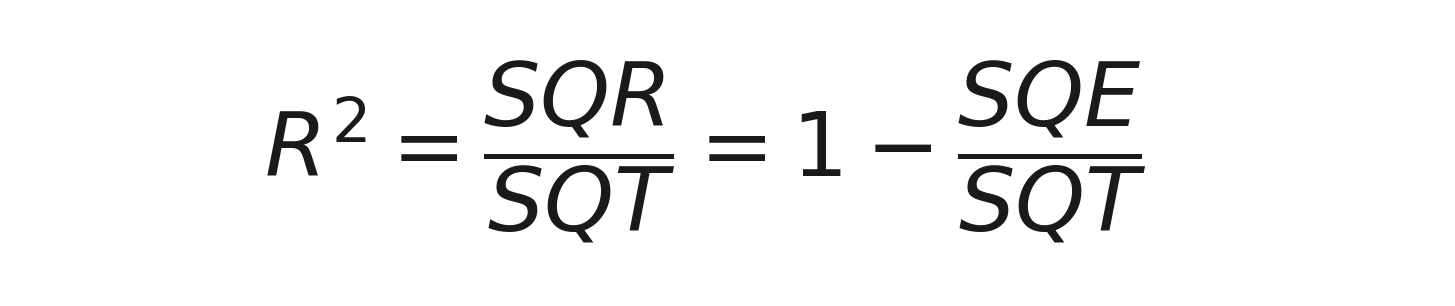 R² = SQR/SQT = 1 − SQE/SQT